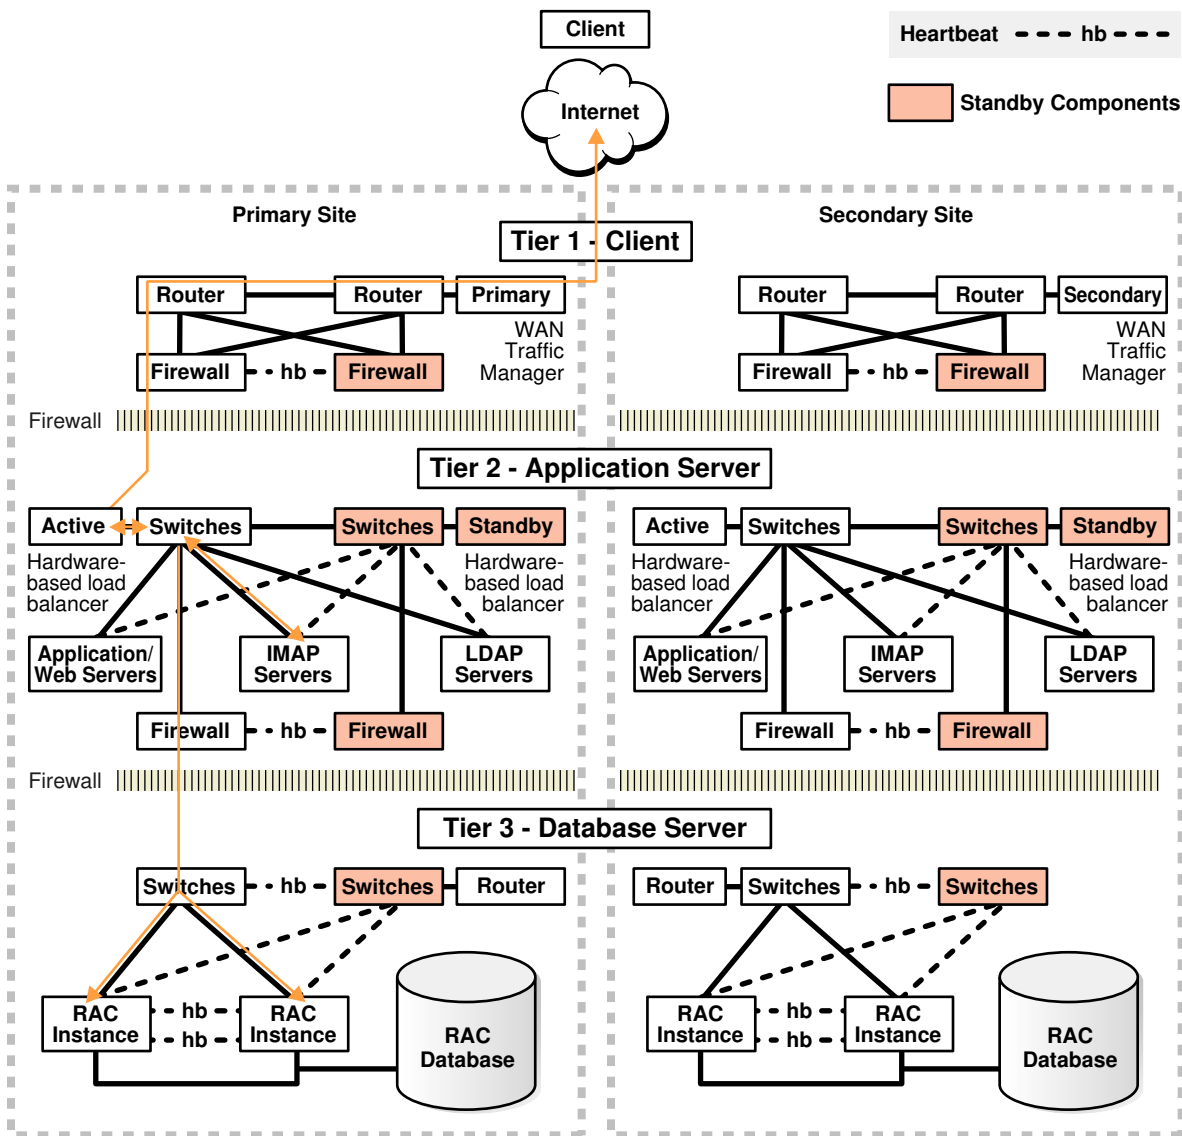 Client
Heartbeat hb
Internet
Standby Components
Primary Site
Secondary Site
Tier 1 - Client
Router
Router
Primary
Router
Router
Secondary
WAN
Traffic
Manager
WAN
Traffic
Manager
Firewall
hb
Firewall
Firewall
hb
Firewall
Firewall
Tier 2 - Application Server
Active
Switches
Switches
Standby
Active
Switches
Switches
Standby
Hardware-
based load
balancer
Hardware-
based load
balancer
Hardware-
based load
balancer
Hardware-
based load
balancer
Application/
Web Servers
IMAP
Servers
LDAP
Servers
Application/
Web Servers
IMAP
Servers
LDAP
Servers
Firewall
hb
Firewall
Firewall
hb
Firewall
Firewall
Tier 3 - Database Server
Switches
hb
Switches
Router
Router
Switches
hb
Switches
RAC
Instance
hb
hb
RAC
Instance
RAC
Database
RAC
Instance
hb
hb
RAC
Instance
RAC
Database